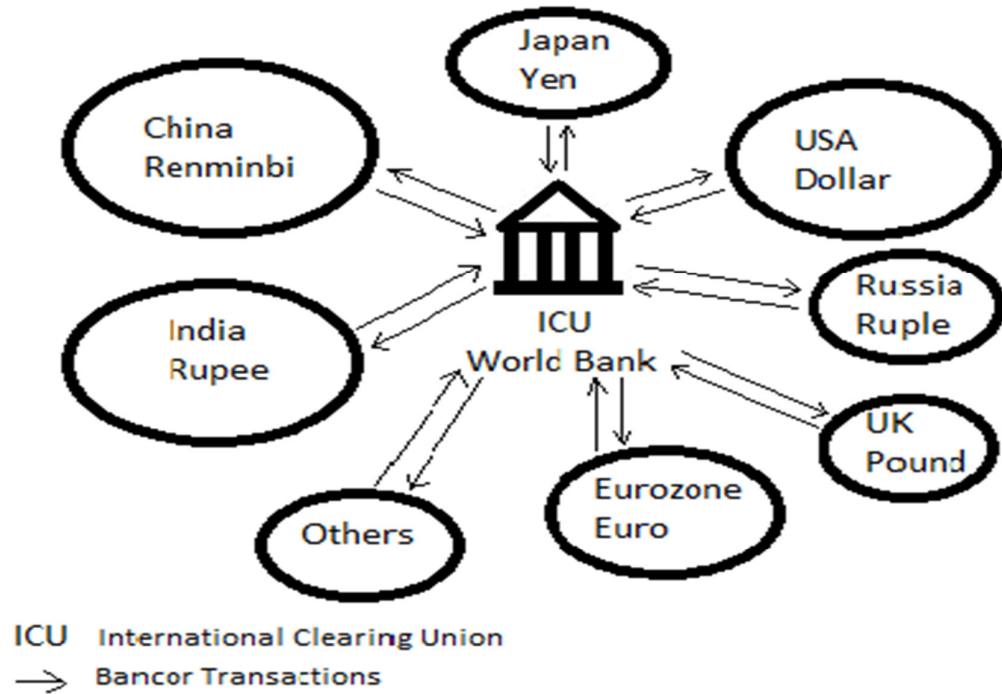 Japan
Yen
China
Renminbi
USA
Dollar
Russia
Ruple
India
Rupee
ICU
World Bank
UK
Pound
Eurozone
Euro
Others
ICU International Clearing Union
Bancor Transactions